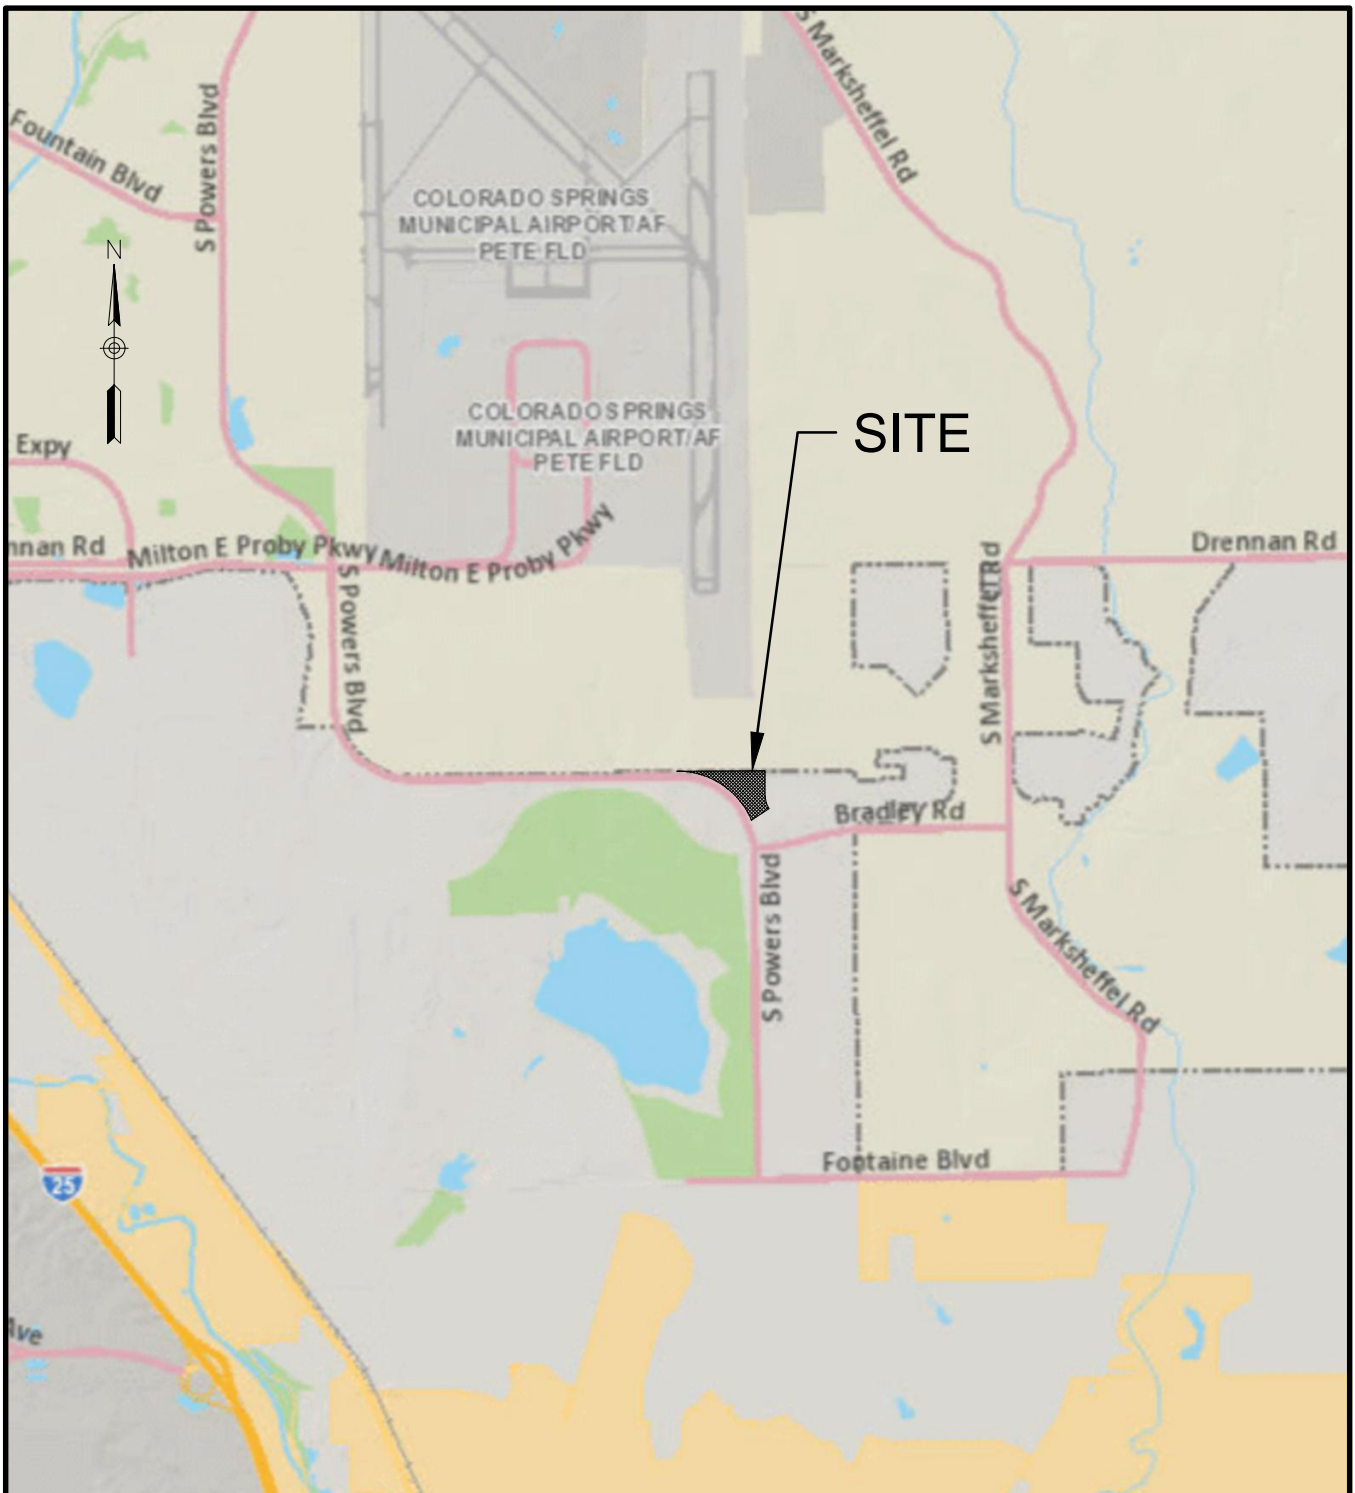 S Marksheffel Rd
S Powers Blvd
Fountain Blvd
COLORADO SPRINGS
MUNICIPAL AIRPORT/AF
PETE FLD
N
COLORADO SPRINGS
MUNICIPAL AIRPORT/AF
PETE FLD
SITE
Expy
nnan Rd
Milton E Proby Pkwy
Milton E Proby Pkwy
Drennan Rd
S Powers Blvd
S Marksheffel Rd
Bradley Rd
S Powers Blvd
S Marksheffel Rd
Fontaine Blvd
25
Ave